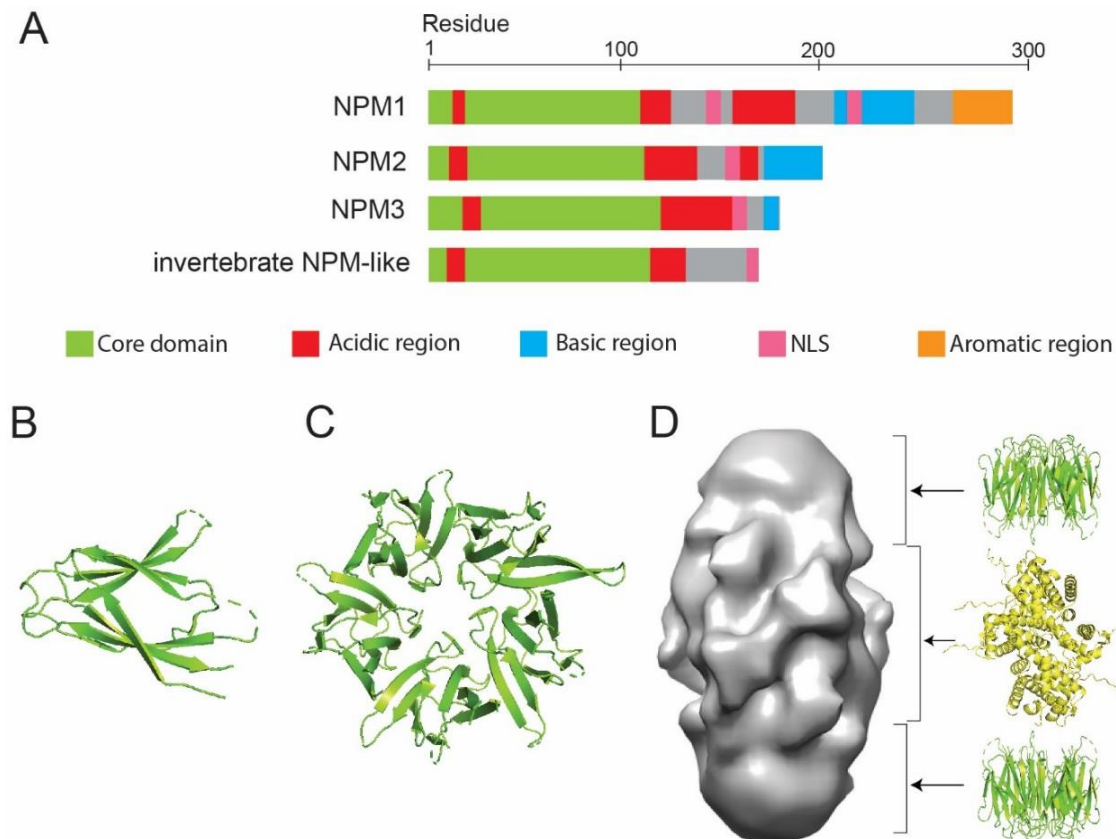 A
Residue
1 100 200 300
NPM1
NPM2
NPM3
invertebrate NPM-like
Core domain Acidic region Basic region NLS Aromatic region
B C D